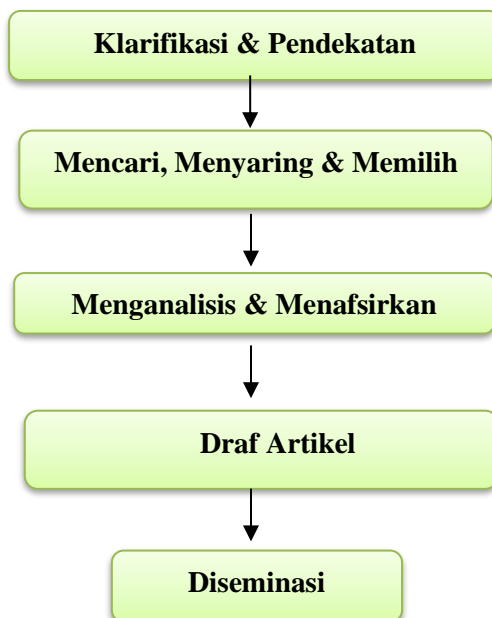 Klarifikasi & Pendekatan
Mencari, Menyaring & Memilih
Menganalisis & Menafsirkan
Draf Artikel
Diseminasi